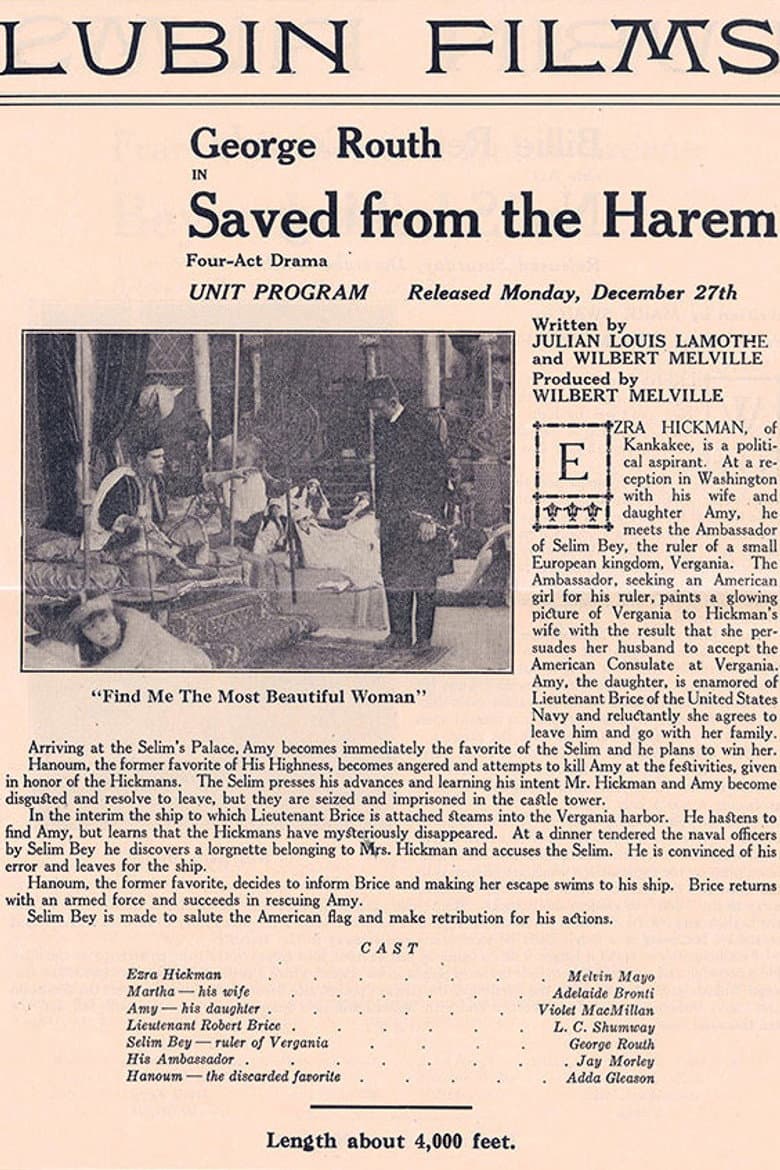 LUBIN FILMS
George Routh
IN
Saved from the Harem
Four-Act Drama
UNIT PROGRAM Released Monday, December 27th
Written by
JULIAN LOUIS LAMOTHE
and WILBERT MELVILLE
Produced by
WILBERT MELVILLE
EZRA HICKMAN, of
Kankakee, is a politi-
cal aspirant. At a re-
ception in Washington
with his wife and
daughter Amy, he
meets the Ambassador
of Selim Bey, the ruler of a small
European kingdom, Vergania. The
Ambassador, seeking an American
girl for his ruler, paints a glowing
picture of Vergania to Hickman's
wife with the result that she per-
suades her husband to accept the
American Consulate at Vergania.
Amy, the daughter, is enamored of
Lieutenant Brice of the United States
Navy and reluctantly she agrees to
leave him and go with her family.
"Find Me The Most Beautiful Woman"
Arriving at the Selim's Palace, Amy becomes immediately the favorite of the Selim and he plans to win her.
Hanoum, the former favorite of His Highness, becomes angered and attempts to kill Amy at the festivities, given
in honor of the Hickmans. The Selim presses his advances and learning his intent Mr. Hickman and Amy become
disgusted and resolve to leave, but they are seized and imprisoned in the castle tower.
In the interim the ship to which Lieutenant Brice is attached steams into the Vergania harbor. He hastens to
find Amy, but learns that the Hickmans have mysteriously disappeared. At a dinner tendered the naval officers
by Selim Bey he discovers a lorgnette belonging to Mrs. Hickman and accuses the Selim. He is convinced of his
error and leaves for the ship.
Hanoum, the former favorite, decides to inform Brice and making her escape swims to his ship. Brice returns
with an armed force and succeeds in rescuing Amy.
Selim Bey is made to salute the American flag and make retribution for his actions.
CAST
Ezra Hickman . . . . . . . Melvin Mayo
Martha — his wife . . . . . . Adelaide Bronti
Amy — his daughter . . . . . . Violet MacMillan
Lieutenant Robert Brice . . . . . . L. C. Shumway
Selim Bey — ruler of Vergania . . . . George Routh
His Ambassador . . . . . . . . Jay Morley
Hanoum — the discarded favorite . . . . . Adda Gleason
Length about 4,000 feet.